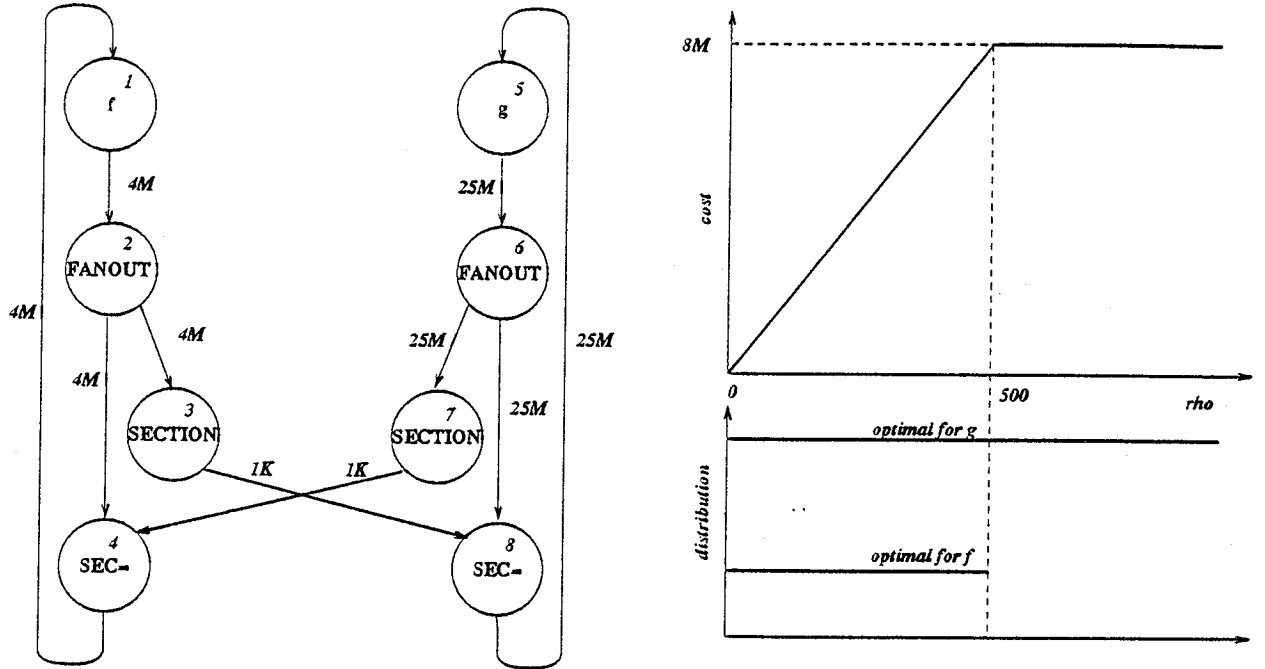 1
f
4M
2
FANOUT
4M
4M
4M
3
SECTION
1K
4
SEC=
5
g
25M
6
FANOUT
25M
25M
25M
7
SECTION
1K
8
SEC=
8M
cost
0
500
rho
optimal for g
distribution
optimal for f